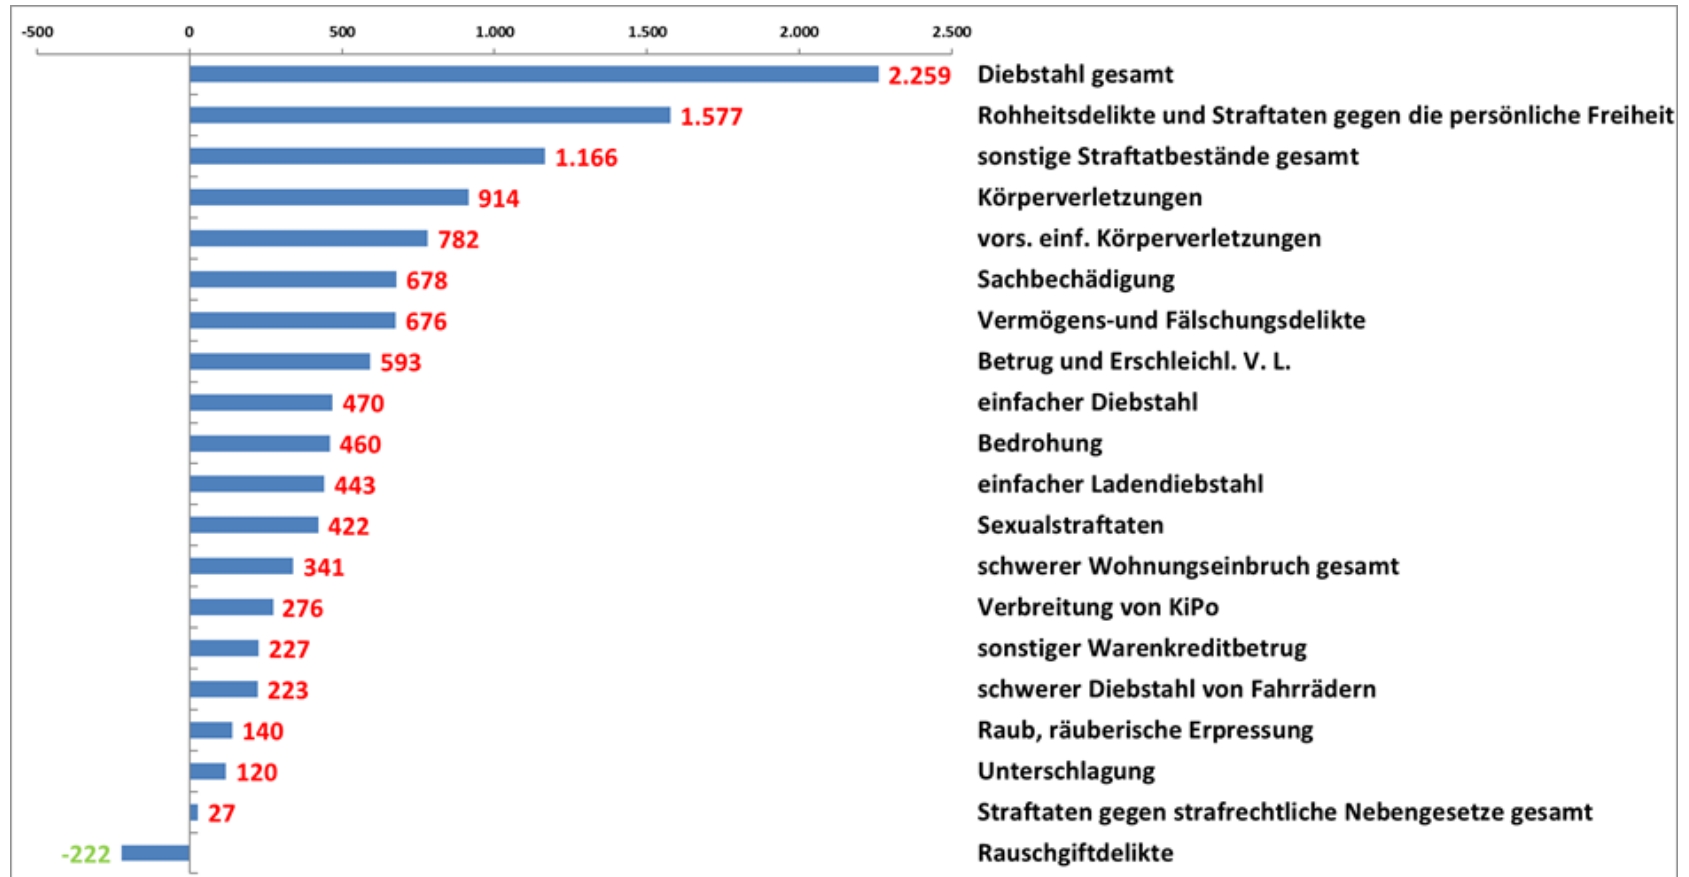 -500 0 500 1.000 1.500 2.000 2.500
2.259 Diebstahl gesamt
1.577 Rohheitsdelikte und Straftaten gegen die persönliche Freiheit
1.166 sonstige Straftatbestände gesamt
914 Körperverletzungen
782 vors. einf. Körperverletzungen
678 Sachbechädigung
676 Vermögens-und Fälschungsdelikte
593 Betrug und Erschleichl. V. L.
470 einfacher Diebstahl
460 Bedrohung
443 einfacher Ladendiebstahl
422 Sexualstraftaten
341 schwerer Wohnungseinbruch gesamt
276 Verbreitung von KiPo
227 sonstiger Warenkreditbetrug
223 schwerer Diebstahl von Fahrrädern
140 Raub, räuberische Erpressung
120 Unterschlagung
27 Straftaten gegen strafrechtliche Nebengesetze gesamt
-222 Rauschgiftdelikte